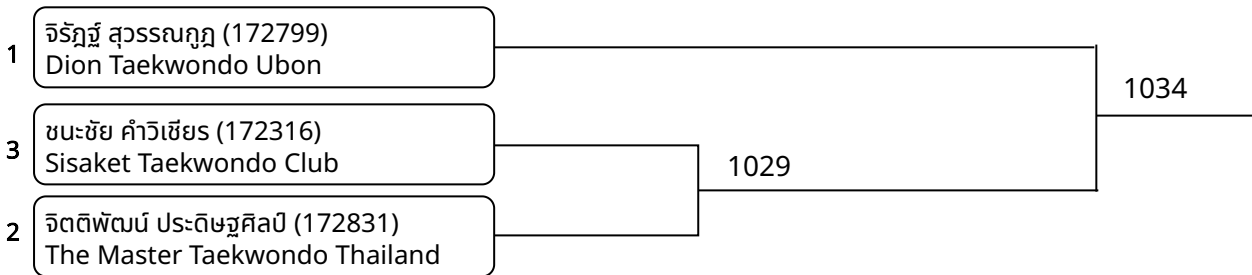 1
จิรัฎฐ์ สุวรรณกูฎ (172799)
Dion Taekwondo Ubon
1034
3
ชนะชัย คำวิเชียร (172316)
Sisaket Taekwondo Club
1029
2
จิตติพัฒน์ ประดิษฐศิลป์ (172831)
The Master Taekwondo Thailand